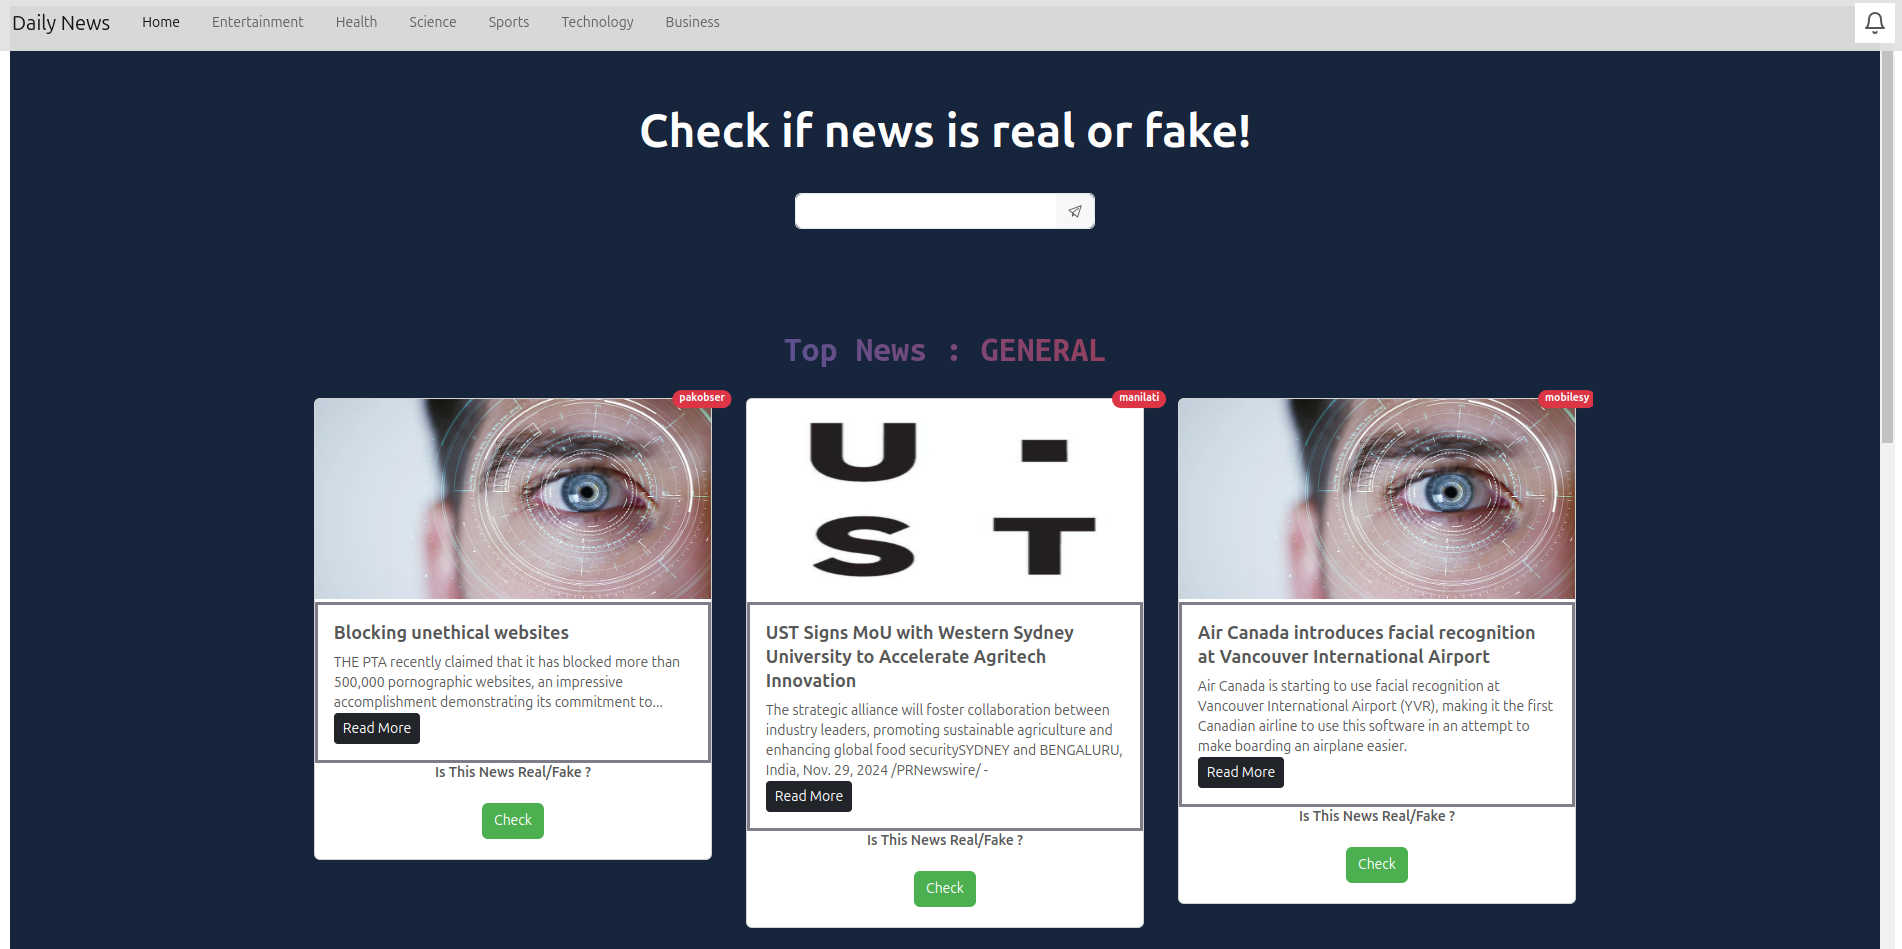 Daily News Home Entertainment Health Science Sports Technology Business
Check if news is real or fake!
Top News : GENERAL
pakobser
Blocking unethical websites
THE PTA recently claimed that it has blocked more than
500,000 pornographic websites, an impressive
accomplishment demonstrating its commitment to...
Read More
Is This News Real/Fake ?
Check
manilati
U -
S T
UST Signs MoU with Western Sydney
University to Accelerate Agritech
Innovation
The strategic alliance will foster collaboration between
industry leaders, promoting sustainable agriculture and
enhancing global food securitySYDNEY and BENGALURU,
India, Nov. 29, 2024 /PRNewswire/ -
Read More
Is This News Real/Fake ?
Check
mobilesy
Air Canada introduces facial recognition
at Vancouver International Airport
Air Canada is starting to use facial recognition at
Vancouver International Airport (YVR), making it the first
Canadian airline to use this software in an attempt to
make boarding an airplane easier.
Read More
Is This News Real/Fake ?
Check